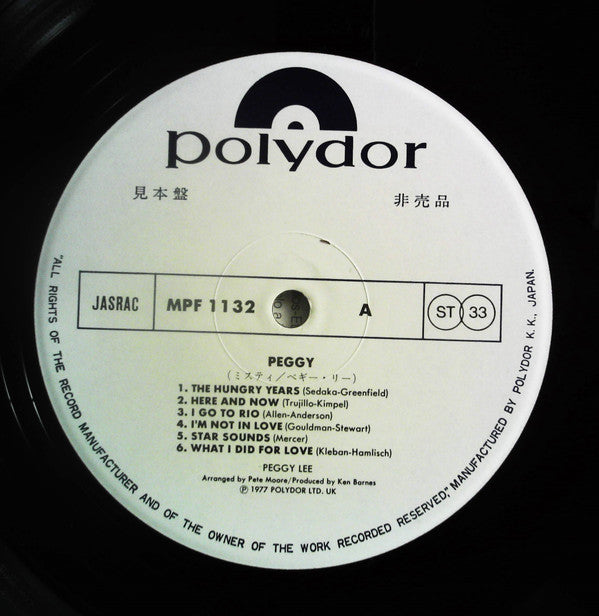 polydor
見本盤
非売品
JASRAC
MPF 1132
A
ST 33
PEGGY
(ミスティ/ペギー・リー)
1. THE HUNGRY YEARS (Sedaka-Greenfield)
2. HERE AND NOW (Trujillo-Kimpel)
3. I GO TO RIO (Allen-Anderson)
4. I'M NOT IN LOVE (Gouldman-Stewart)
5. STAR SOUNDS (Mercer)
6. WHAT I DID FOR LOVE (Kleban-Hamlisch)
PEGGY LEE
Arranged by Pete Moore/Produced by Ken Barnes
Ⓟ 1977 POLYDOR LTD. UK
"ALL RIGHTS OF THE RECORD MANUFACTURER AND OF THE OWNER OF THE WORK RECORDED RESERVED," MANUFACTURED BY POLYDOR K.K., JAPAN.